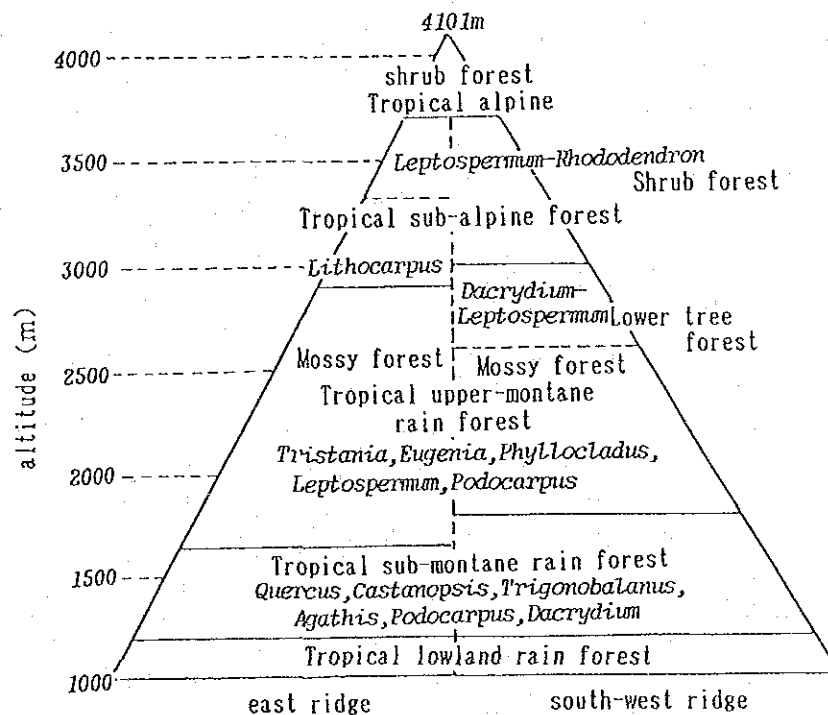 4101m
4000
shrub forest
Tropical alpine
3500
Leptospermum-Rhododendron
Shrub forest
Tropical sub-alpine forest
3000
Lithocarpus
Dacrydium-
Leptospermum
Lower tree
forest
altitude (m)
2500
Mossy forest
Mossy forest
Tropical upper-montane
rain forest
Tristania, Eugenia, Phyllocladus,
2000
Leptospermum, Podocarpus
Tropical sub-montane rain forest
1500
Quercus, Castanopsis, Trigonobalanus,
Agathis, Podocarpus, Dacrydium
Tropical lowland rain forest
1000
east ridge
south-west ridge